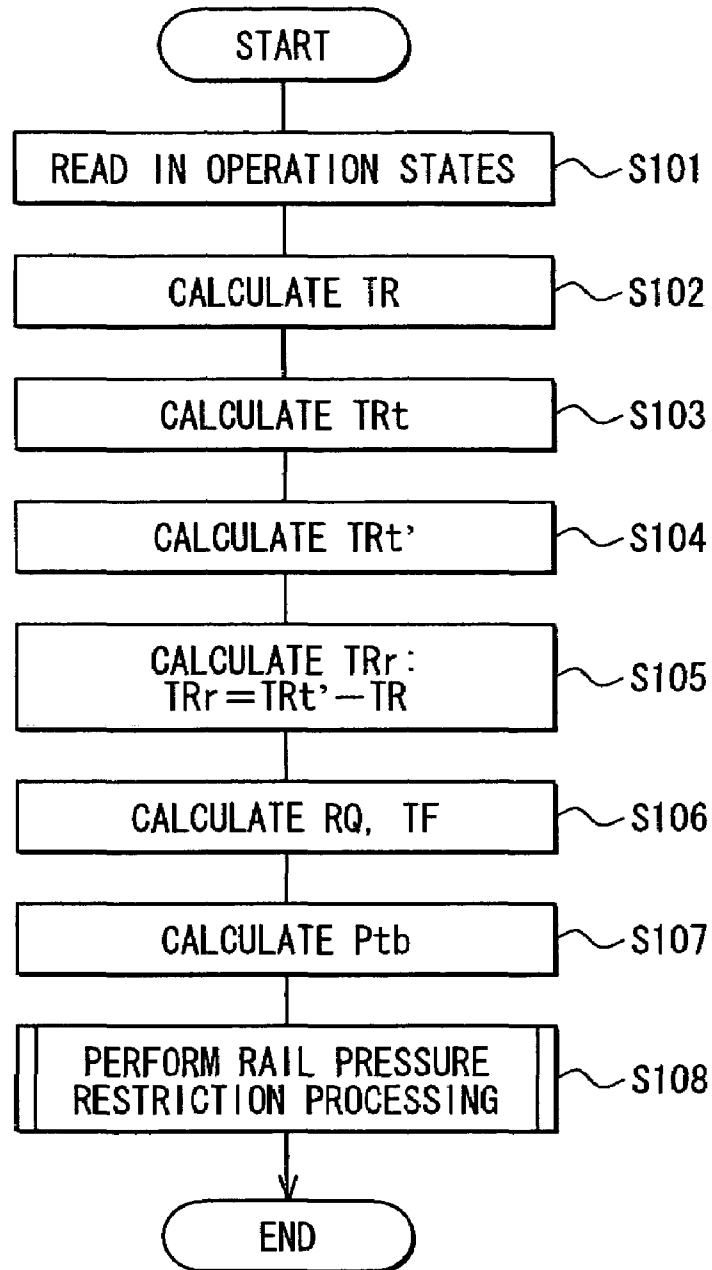 START
READ IN OPERATION STATES
S101
CALCULATE TR
S102
CALCULATE TRt
S103
CALCULATE TRt'
S104
CALCULATE TRr:
TRr=TRt'-TR
S105
CALCULATE RQ, TF
S106
CALCULATE Ptb
S107
PERFORM RAIL PRESSURE
RESTRICTION PROCESSING
S108
END